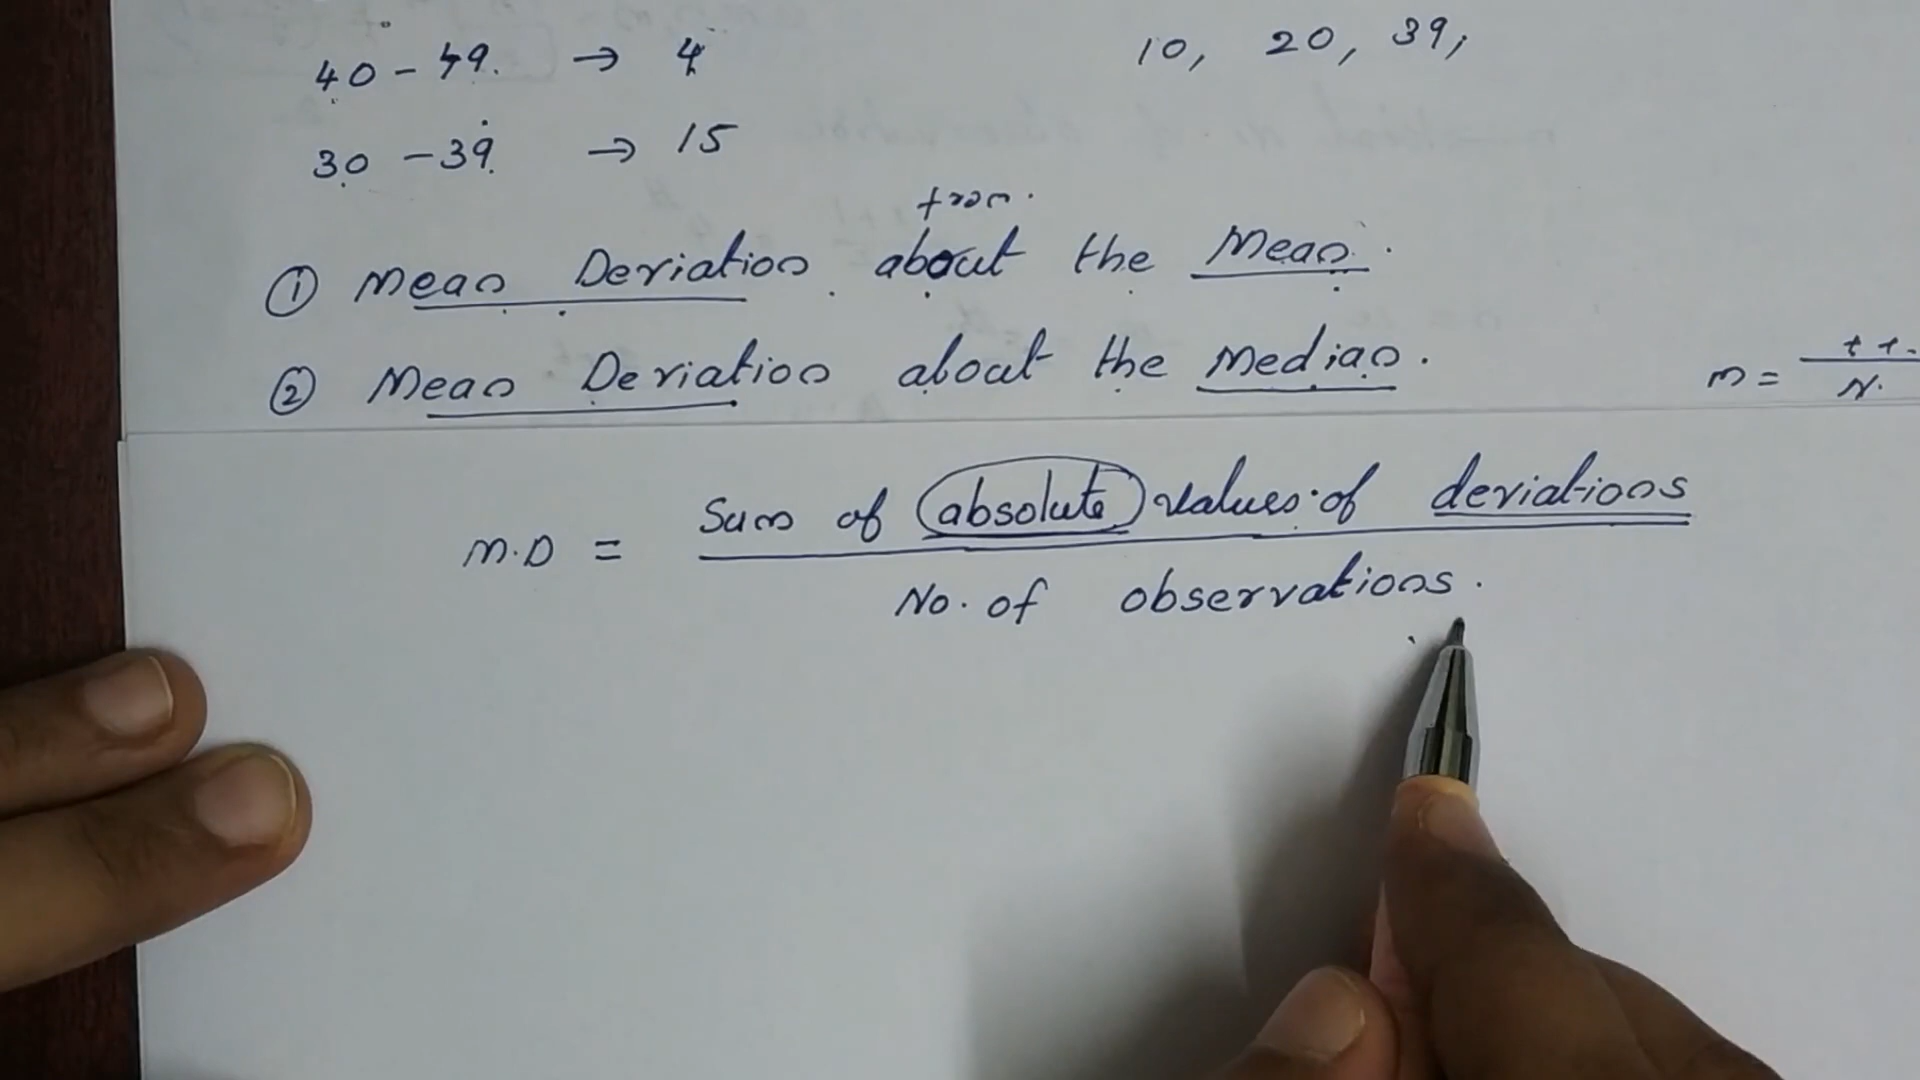 40 - 49. → 4
10, 20, 39,
30 - 39 → 15
from.
① Mean Deviation about the Mean.
② Mean Deviation about the Median.
m = ++. / N.
M.D = Sum of absolute values of deviations
No. of observations.